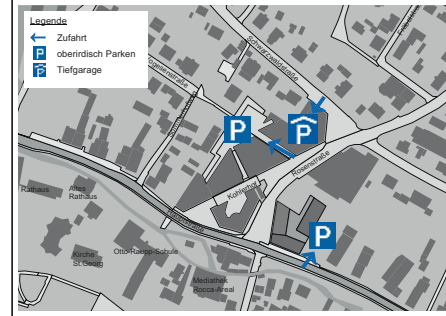 Legende
Zufahrt
P
oberirdisch Parken
P
Tiefgarage
Schwarzwaldstraße
P
P
Rosenstraße
Kohlerhof
Rathaus
Altes
Rathaus
P
Otto-Raupp-Schule
Kirche
St.Georg
Mediathek
Rocca-Areal